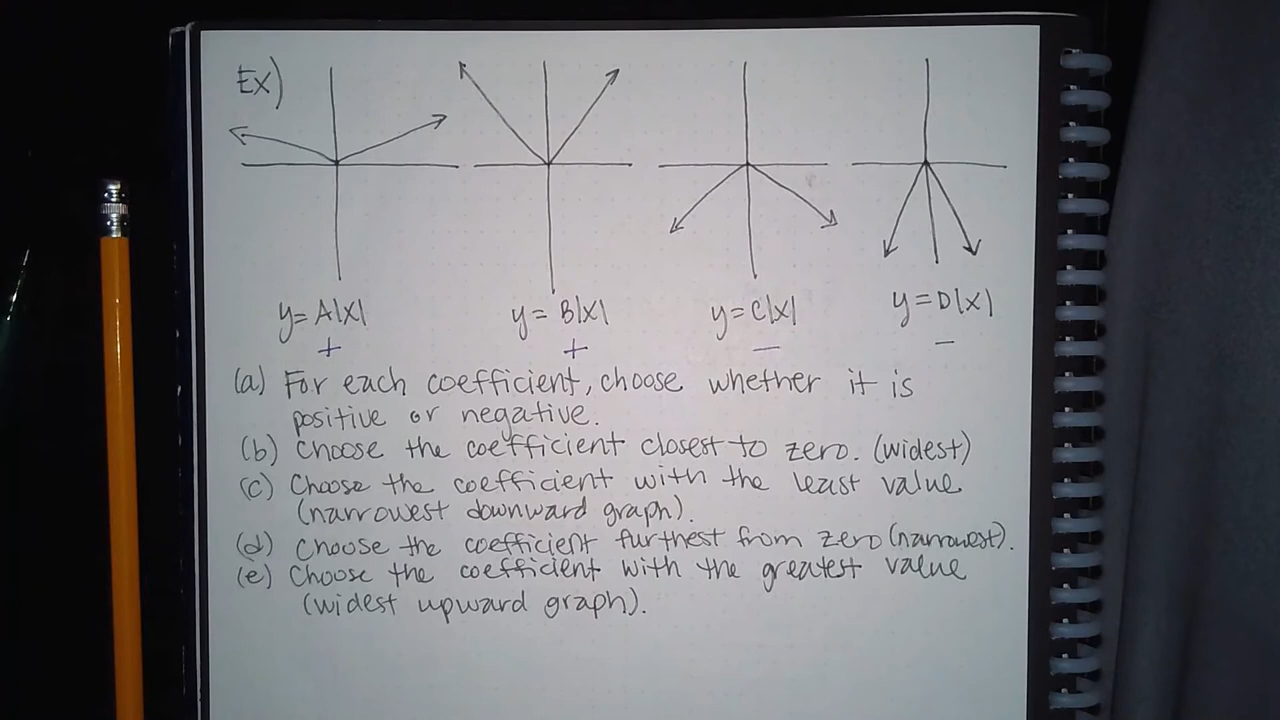 Ex)
y = A|x| y = B|x| y = C|x| y = D|x|
+ + − −
(a) For each coefficient, choose whether it is
positive or negative.
(b) Choose the coefficient closest to zero. (widest)
(c) Choose the coefficient with the least value
(narrowest downward graph).
(d) Choose the coefficient furthest from zero (narrowest).
(e) Choose the coefficient with the greatest value
(widest upward graph).